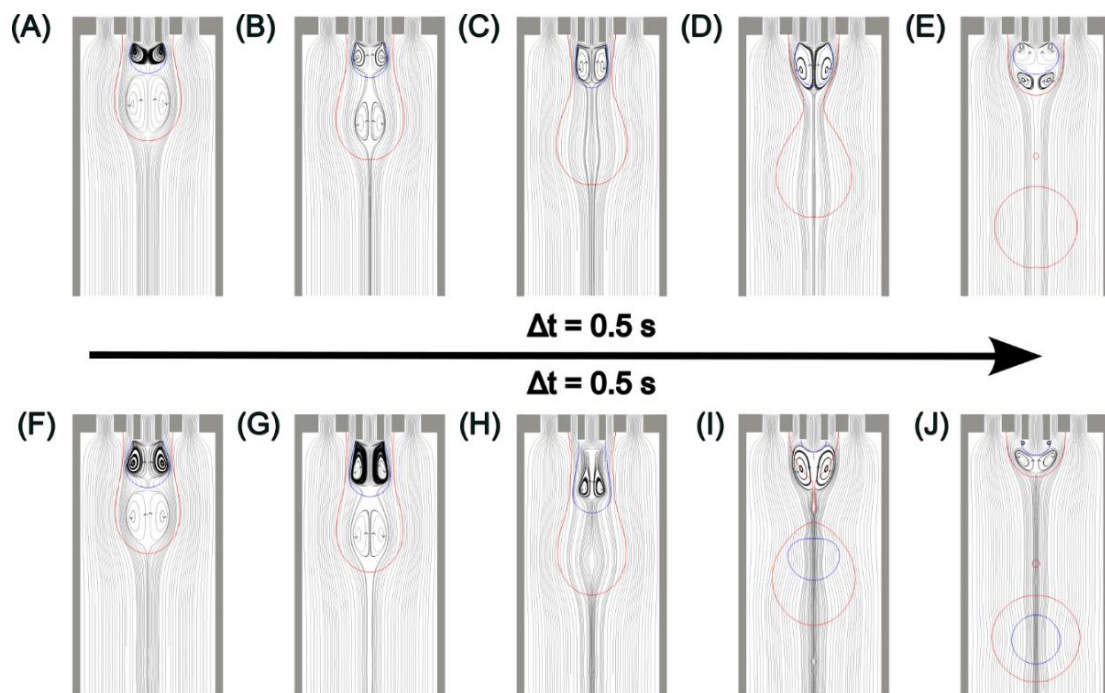 (A) (B) (C) (D) (E)
Δt = 0.5 s
Δt = 0.5 s
(F) (G) (H) (I) (J)